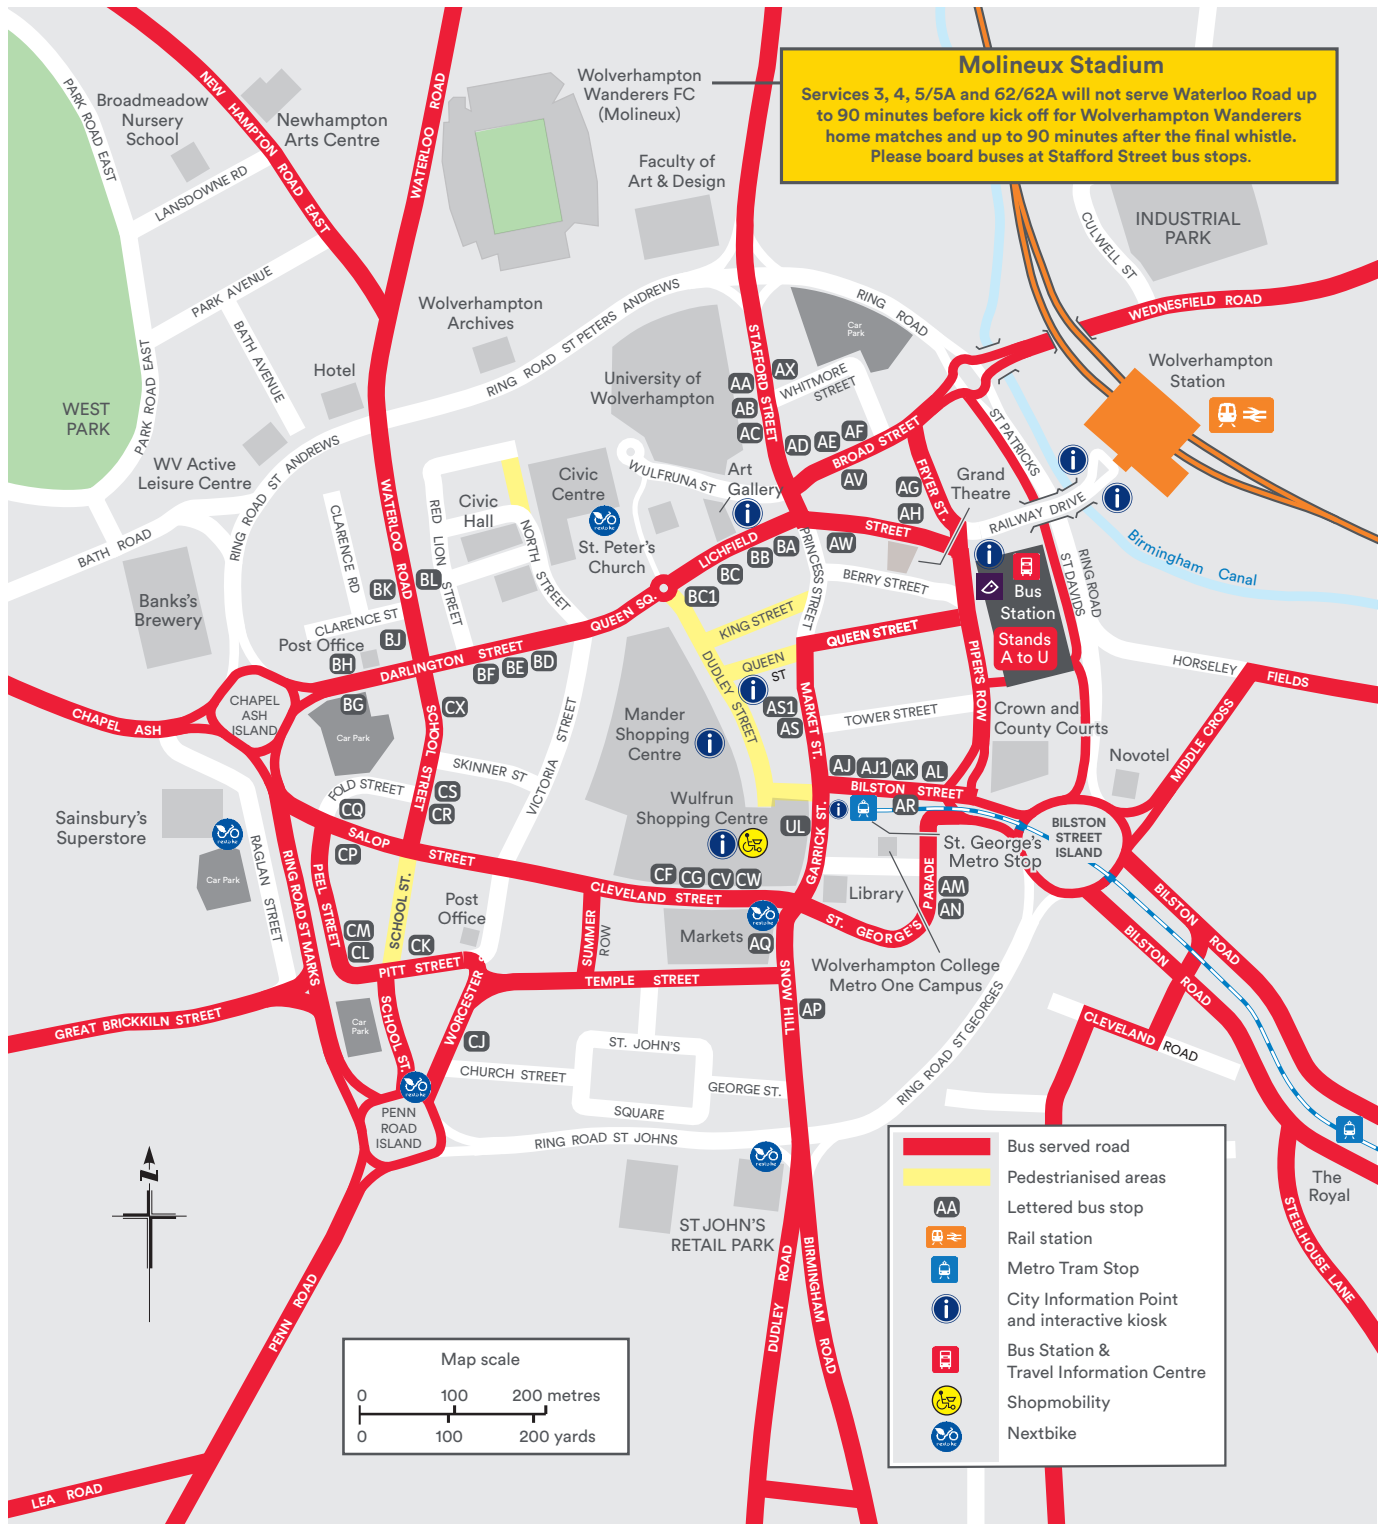 Molineux Stadium
Services 3, 4, 5/5A and 62/62A will not serve Waterloo Road up
to 90 minutes before kick off for Wolverhampton Wanderers
home matches and up to 90 minutes after the final whistle.
Please board buses at Stafford Street bus stops.
Wolverhampton
Wanderers FC
(Molineux)
PARK ROAD EAST
Broadmeadow
Nursery
School
NEW HAMPTON ROAD EAST
Newhampton
Arts Centre
WATERLOO ROAD
Faculty of
Art & Design
LANSDOWNE RD
INDUSTRIAL
PARK
CULWELL ST
PARK AVENUE
BATH AVENUE
Wolverhampton
Archives
RING ROAD ST PETERS ANDREWS
RING ROAD
Car
Park
WEDNESFIELD ROAD
STAFFORD STREET
PARK ROAD EAST
Hotel
University of
Wolverhampton
AX
AA
AB
AC
WHITMORE
STREET
Wolverhampton
Station
WEST
PARK
WV Active
Leisure Centre
RING ROAD ST ANDREWS
AD
AE
AF
BROAD STREET
AV
ST PATRICKS
FRYER ST.
AG
AH
Grand
Theatre
RAILWAY DRIVE
Civic
Hall
Civic
Centre
nextbike
WULFRUNA ST
Art
Gallery
St. Peter's
Church
CLARENCE RD
WATERLOO ROAD
RED LION STREET
NORTH STREET
BATH ROAD
LICHFIELD
STREET
PRINCESS STREET
AW
BA
BB
BC
BC1
BERRY STREET
Bus
Station
Stands
A to U
RING ROAD
ST DAVIDS
Birmingham Canal
Banks's
Brewery
BK
BL
CLARENCE ST
BJ
Post Office
BH
DARLINGTON STREET
QUEEN SQ.
BF
BE
BD
KING STREET
QUEEN STREET
QUEEN
ST
DUDLEY STREET
PIPER'S ROW
HORSELEY
FIELDS
CHAPEL ASH
CHAPEL
ASH
ISLAND
BG
Car Park
CX
SCHOOL STREET
VICTORIA STREET
Mander
Shopping
Centre
AS1
AS
MARKET ST.
TOWER STREET
Crown and
County Courts
Novotel
MIDDLE CROSS
SKINNER ST
FOLD STREET
CQ
CS
CR
AJ
AJ1
AK
AL
BILSTON STREET
AR
Sainsbury's
Superstore
nextbike
Car Park
RAGLAN STREET
SALOP
STREET
CP
Wulfrun
Shopping Centre
UL
GARRICK ST.
St. George's
Metro Stop
BILSTON
STREET
ISLAND
RING ROAD ST MARKS
PEEL STREET
SCHOOL ST.
CF
CG
CV
CW
CLEVELAND STREET
Library
PARADE
AM
AN
ST. GEORGE'S
BILSTON ROAD
BILSTON ROAD
Post
Office
CM
CL
CK
SUMMER
ROW
Markets
nextbike
AQ
PITT STREET
WORCESTER S
TEMPLE STREET
SNOW HILL
Wolverhampton College
Metro One Campus
GREAT BRICKKILN STREET
Car
Park
SCHOOL ST.
CJ
AP
ST. JOHN'S
SQUARE
CHURCH STREET
GEORGE ST.
RING ROAD ST GEORGES
CLEVELAND ROAD
nextbike
PENN
ROAD
ISLAND
RING ROAD ST JOHNS
nextbike
ST JOHN'S
RETAIL PARK
The
Royal
STEELHOUSE LANE
N
PENN ROAD
LEA ROAD
DUDLEY ROAD
BIRMINGHAM ROAD
Map scale
0 100 200 metres
0 100 200 yards
Bus served road
Pedestrianised areas
AA
Lettered bus stop
Rail station
Metro Tram Stop
City Information Point
and interactive kiosk
Bus Station &
Travel Information Centre
Shopmobility
nextbike
Nextbike